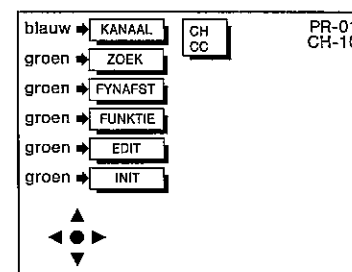 blauw KANAAL CH PR-01
CC CH-10
groen ZOEK
groen FYNAFST
groen FUNKTIE
groen EDIT
groen INIT